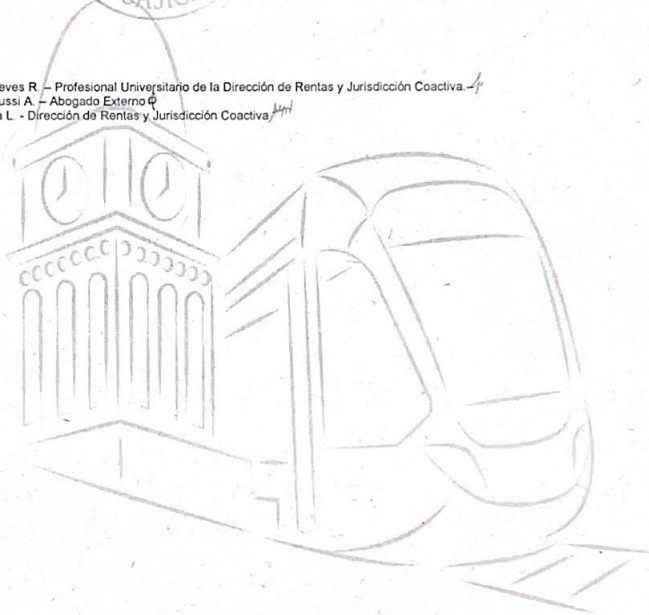 eves R. – Profesional Universitario de la Dirección de Rentas y Jurisdicción Coactiva.–
ussi A. – Abogado Externo
a L. - Dirección de Rentas y Jurisdicción Coactiva